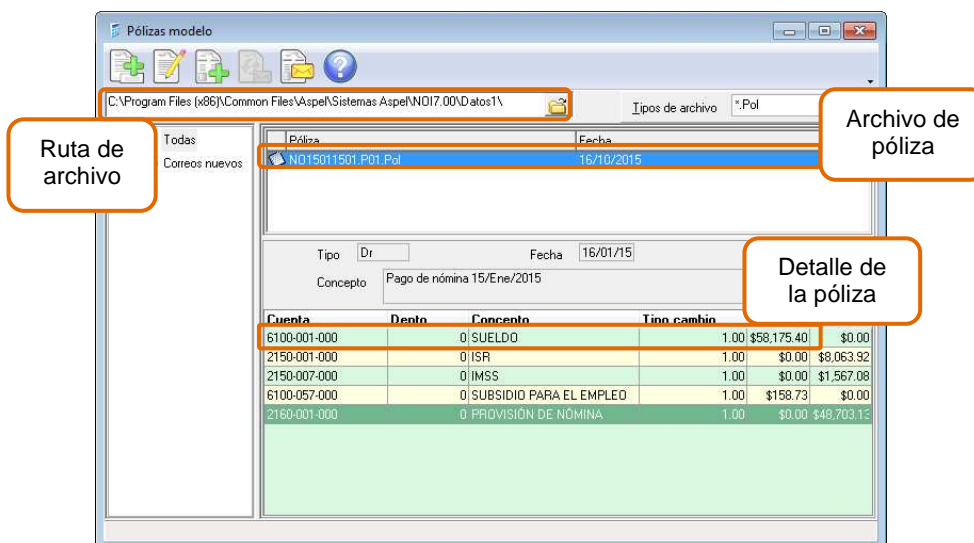 Pólizas modelo
C:\Program Files (x86)\Common Files\Aspel\Sistemas Aspel\NOI7.00\Datos1\
Tipos de archivo *.Pol
Archivo de póliza
Ruta de archivo
Todas
Correos nuevos
Póliza Fecha
NO15011501.P01.Pol 16/10/2015
Tipo Dr Fecha 16/01/15
Concepto Pago de nómina 15/Ene/2015
Detalle de la póliza
Cuenta Depto Concepto Tipo cambio
6100-001-000 0 SUELDO 1.00 $58,175.40 $0.00
2150-001-000 0 ISR 1.00 $0.00 $8,063.92
2150-007-000 0 IMSS 1.00 $0.00 $1,567.08
6100-057-000 0 SUBSIDIO PARA EL EMPLEO 1.00 $158.73 $0.00
2160-001-000 0 PROVISIÓN DE NÓMINA 1.00 $0.00 $48,703.13